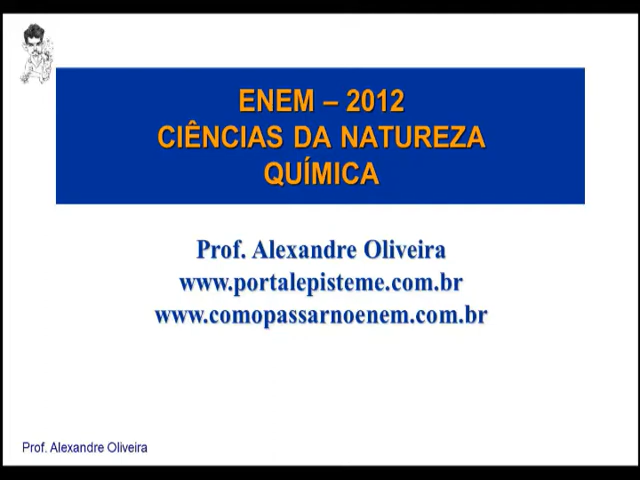 ENEM – 2012
CIÊNCIAS DA NATUREZA
QUÍMICA
Prof. Alexandre Oliveira
www.portalepisteme.com.br
www.comopassarnoenem.com.br
Prof. Alexandre Oliveira